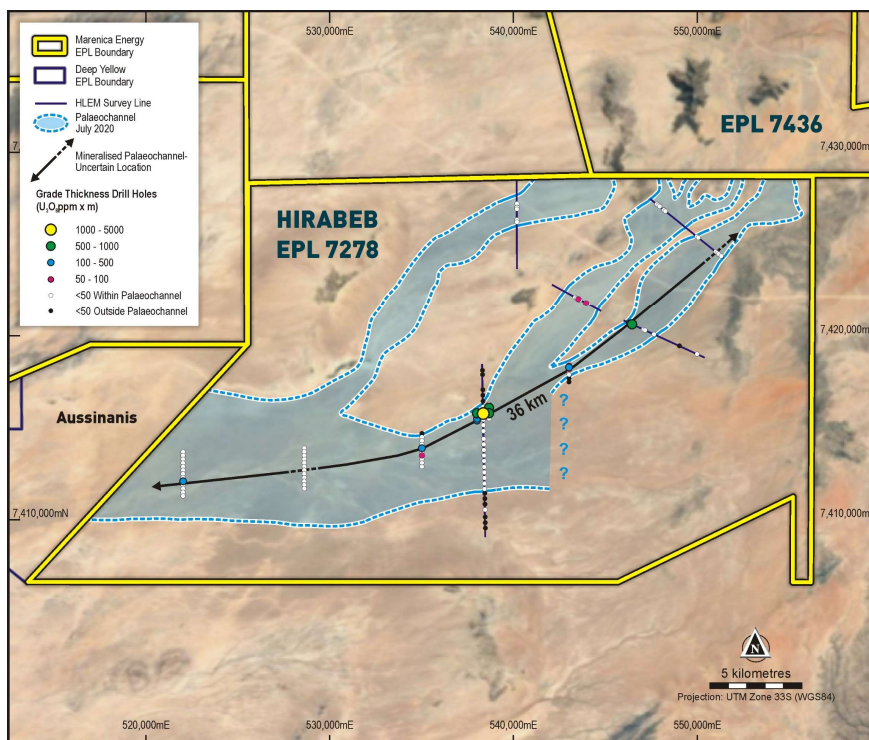 530,000mE
540,000mE
550,000mE
Marenica Energy
EPL Boundary
Deep Yellow
EPL Boundary
HLEM Survey Line
Palaeochannel
July 2020
Mineralised Palaeochannel-
Uncertain Location
Grade Thickness Drill Holes
(U₃O₈ppm x m)
1000 - 5000
500 - 1000
100 - 500
50 - 100
<50 Within Palaeochannel
<50 Outside Palaeochannel
EPL 7436
7,430,000mN
HIRABEB
EPL 7278
7,420,000mN
Aussinanis
36 km
?
?
?
?
7,410,000mN
7,410,000mN
N
5 kilometres
Projection: UTM Zone 33S (WGS84)
520,000mE
530,000mE
540,000mE
550,000mE